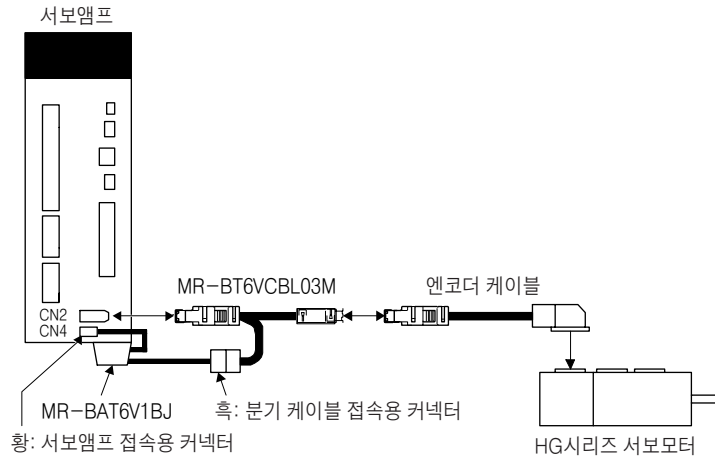 서보앰프
MR-BT6VCBL03M
엔코더 케이블
CN2
CN4
MR-BAT6V1BJ
흑: 분기 케이블 접속용 커넥터
황: 서보앰프 접속용 커넥터
HG시리즈 서보모터